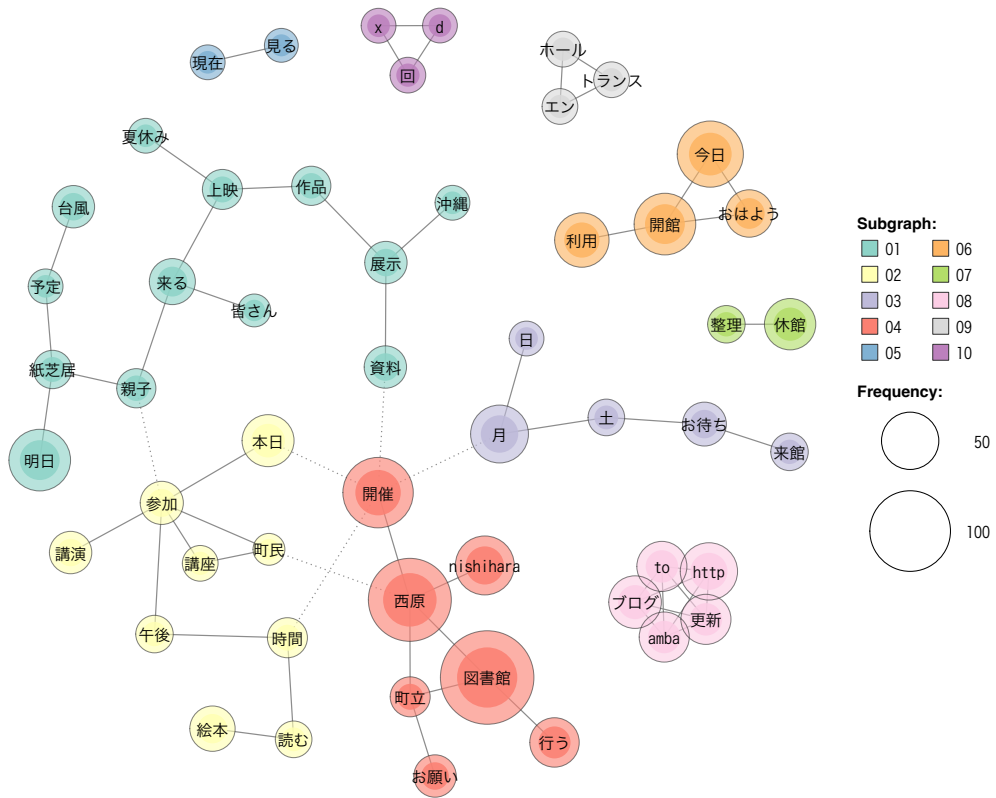 x
d
見る
現在
回
ホール
トランス
エン
夏休み
今日
上映
作品
台風
沖縄
おはよう
開館
利用
展示
来る
予定
皆さん
整理
休館
日
紙芝居
資料
親子
土
お待ち
月
本日
来館
明日
開催
参加
講演
講座
町民
nishihara
to
http
西原
ブログ
更新
amba
午後
時間
図書館
町立
絵本
読む
行う
お願い
Subgraph:
01
06
02
07
03
08
04
09
05
10
Frequency:
50
100